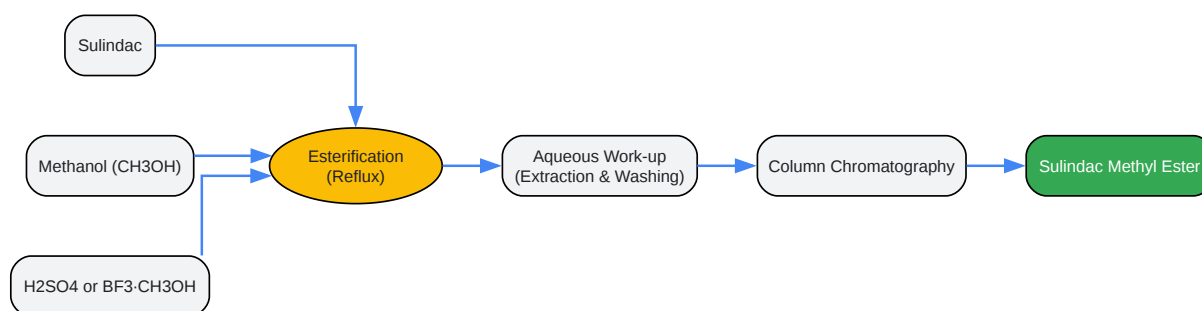 Sulindac
Methanol (CH3OH)
H2SO4 or BF3·CH3OH
Esterification
(Reflux)
Aqueous Work-up
(Extraction & Washing)
Column Chromatography
Sulindac Methyl Ester